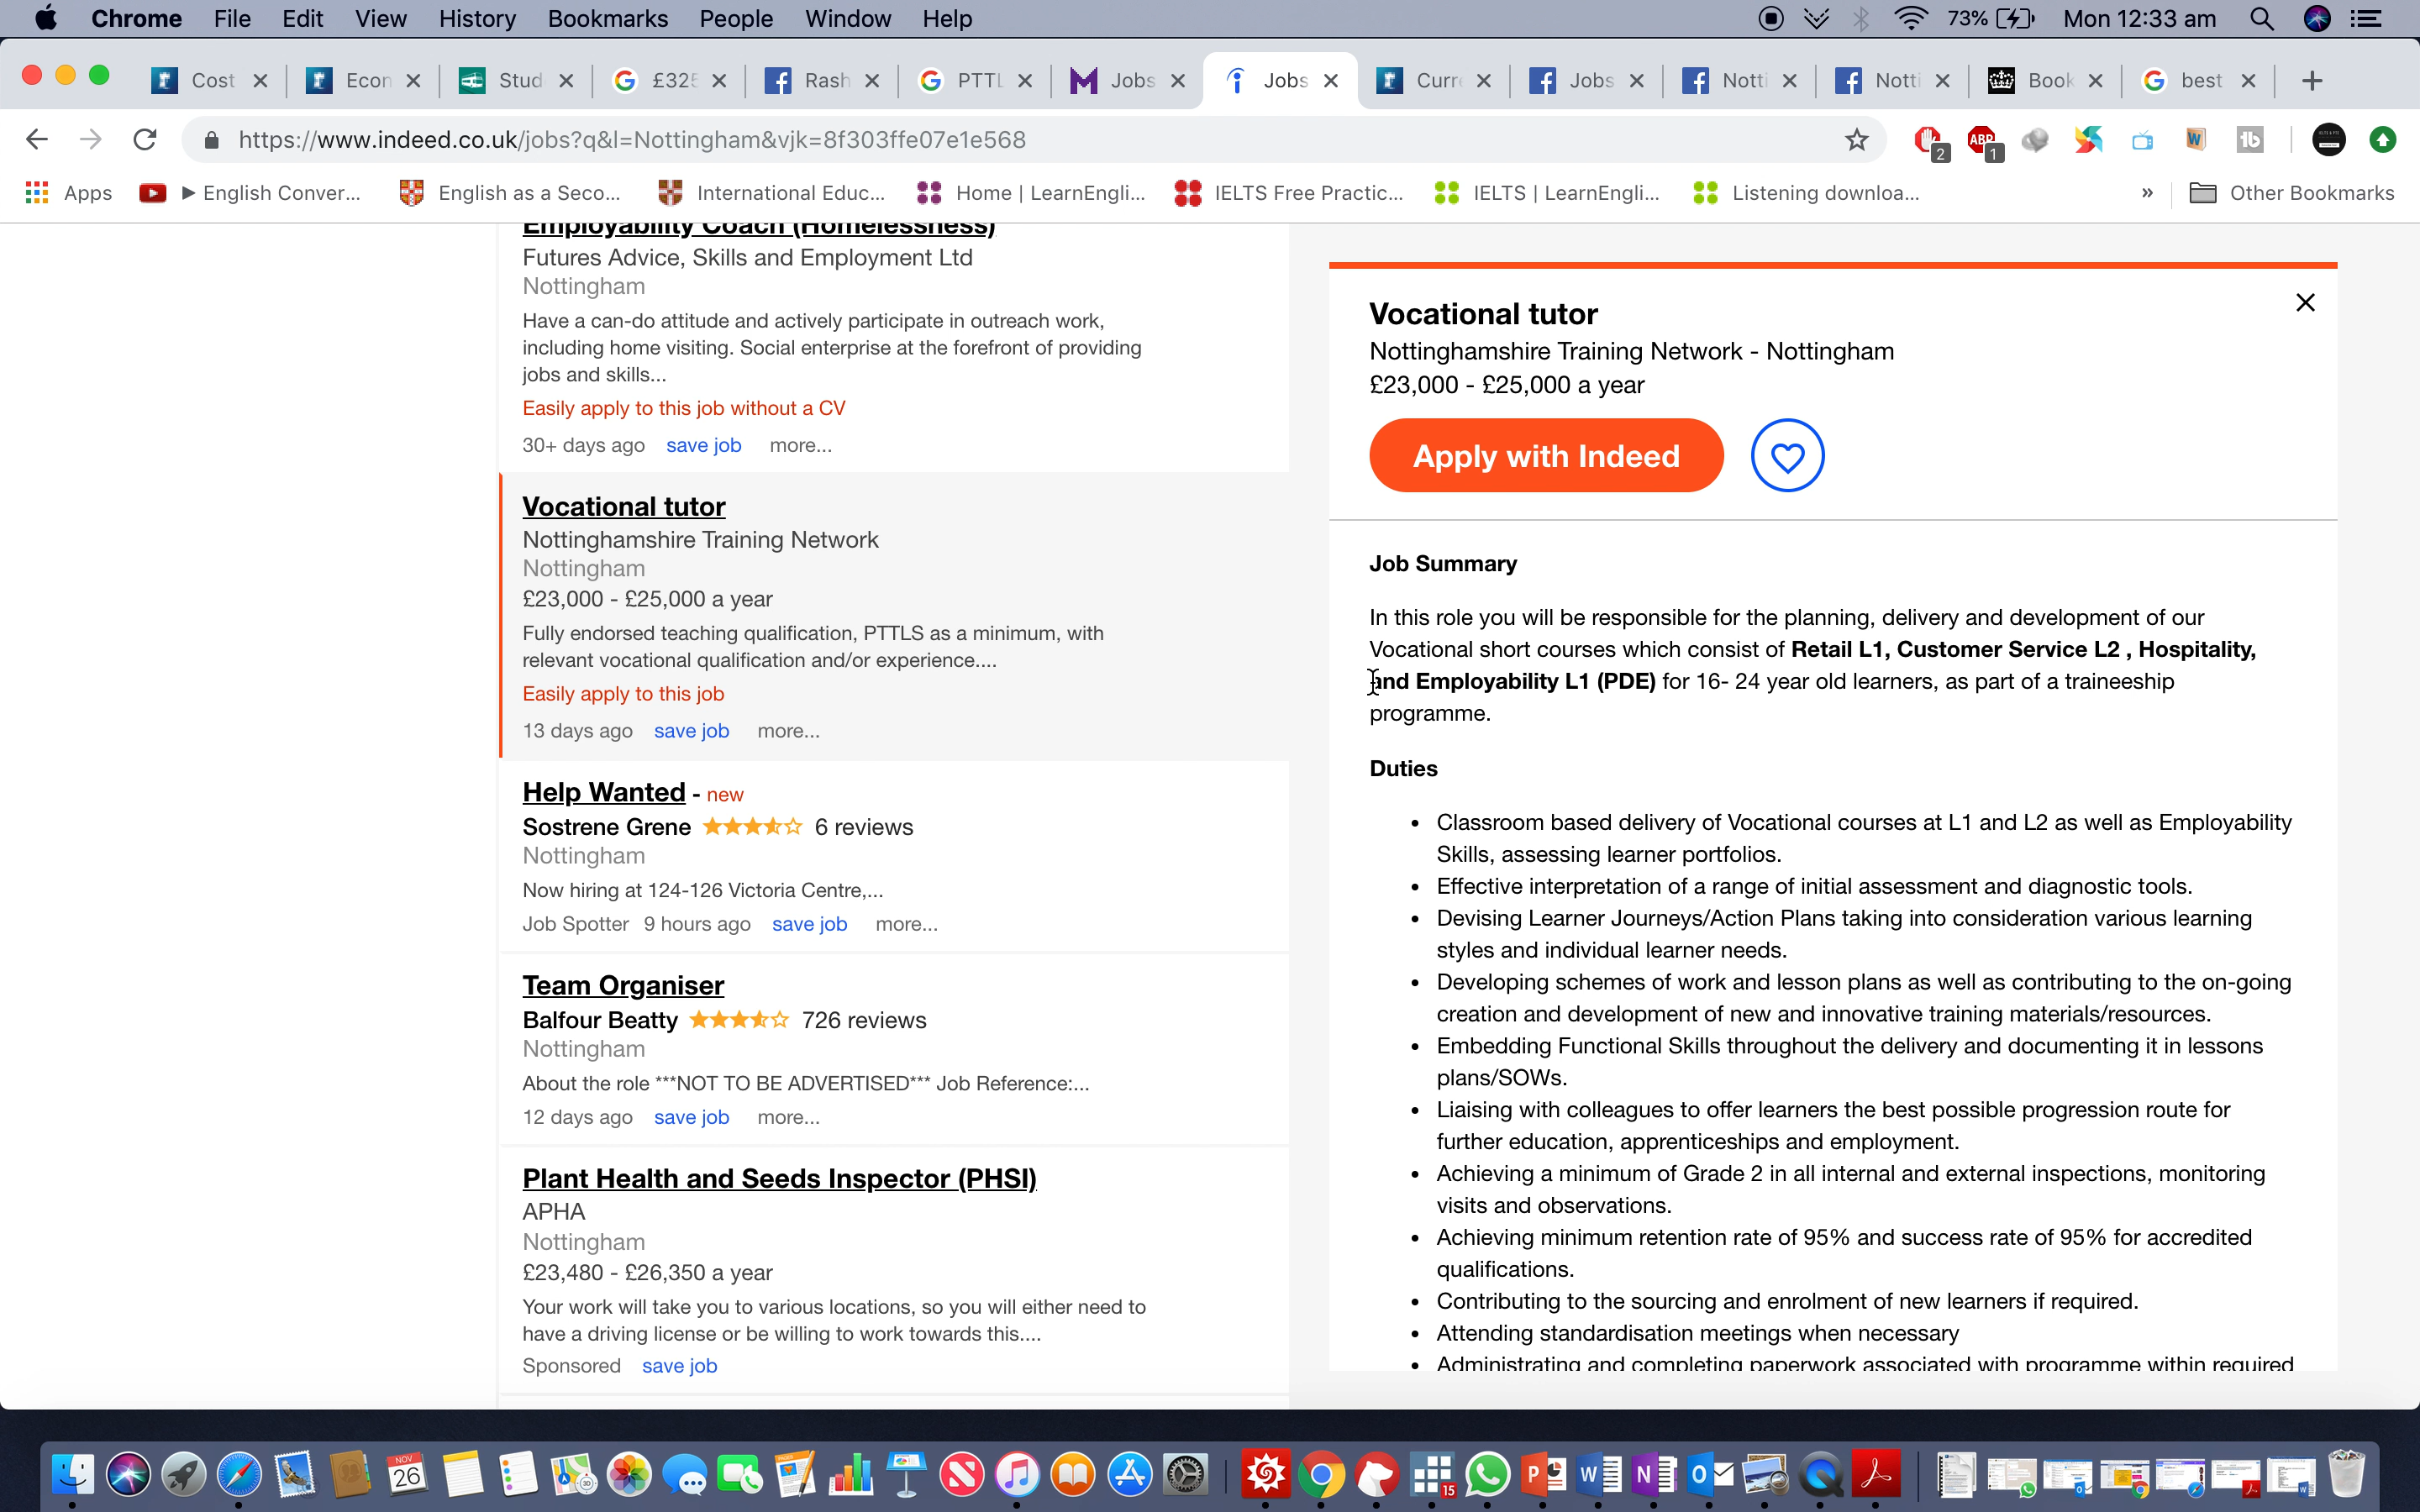 Chrome File Edit View History Bookmarks People Window Help 73% Mon 12:33 am
Cost Econ Stud £325 Rash PTTL Jobs Jobs Curre Jobs Notti Notti Book best
https://www.indeed.co.uk/jobs?q&l=Nottingham&vjk=8f303ffe07e1e568
2 ABP 1 W tb
Apps ▶ English Conver... English as a Seco... International Educ... Home | LearnEngli... IELTS Free Practic... IELTS | LearnEngli... Listening downloa... » Other Bookmarks
Employability Coach (Homelessness)
Futures Advice, Skills and Employment Ltd
Nottingham
Have a can-do attitude and actively participate in outreach work,
including home visiting. Social enterprise at the forefront of providing
jobs and skills...
Easily apply to this job without a CV
30+ days ago save job more...
Vocational tutor
Nottinghamshire Training Network
Nottingham
£23,000 - £25,000 a year
Fully endorsed teaching qualification, PTTLS as a minimum, with
relevant vocational qualification and/or experience....
Easily apply to this job
13 days ago save job more...
Help Wanted - new
Sostrene Grene 6 reviews
Nottingham
Now hiring at 124-126 Victoria Centre,...
Job Spotter 9 hours ago save job more...
Team Organiser
Balfour Beatty 726 reviews
Nottingham
About the role ***NOT TO BE ADVERTISED*** Job Reference:...
12 days ago save job more...
Plant Health and Seeds Inspector (PHSI)
APHA
Nottingham
£23,480 - £26,350 a year
Your work will take you to various locations, so you will either need to
have a driving license or be willing to work towards this....
Sponsored save job
Vocational tutor
Nottinghamshire Training Network - Nottingham
£23,000 - £25,000 a year
Apply with Indeed
Job Summary
In this role you will be responsible for the planning, delivery and development of our
Vocational short courses which consist of Retail L1, Customer Service L2 , Hospitality,
and Employability L1 (PDE) for 16- 24 year old learners, as part of a traineeship
programme.
Duties
• Classroom based delivery of Vocational courses at L1 and L2 as well as Employability
Skills, assessing learner portfolios.
• Effective interpretation of a range of initial assessment and diagnostic tools.
• Devising Learner Journeys/Action Plans taking into consideration various learning
styles and individual learner needs.
• Developing schemes of work and lesson plans as well as contributing to the on-going
creation and development of new and innovative training materials/resources.
• Embedding Functional Skills throughout the delivery and documenting it in lessons
plans/SOWs.
• Liaising with colleagues to offer learners the best possible progression route for
further education, apprenticeships and employment.
• Achieving a minimum of Grade 2 in all internal and external inspections, monitoring
visits and observations.
• Achieving minimum retention rate of 95% and success rate of 95% for accredited
qualifications.
• Contributing to the sourcing and enrolment of new learners if required.
• Attending standardisation meetings when necessary
• Administrating and completing paperwork associated with programme within required
NOV
26
15